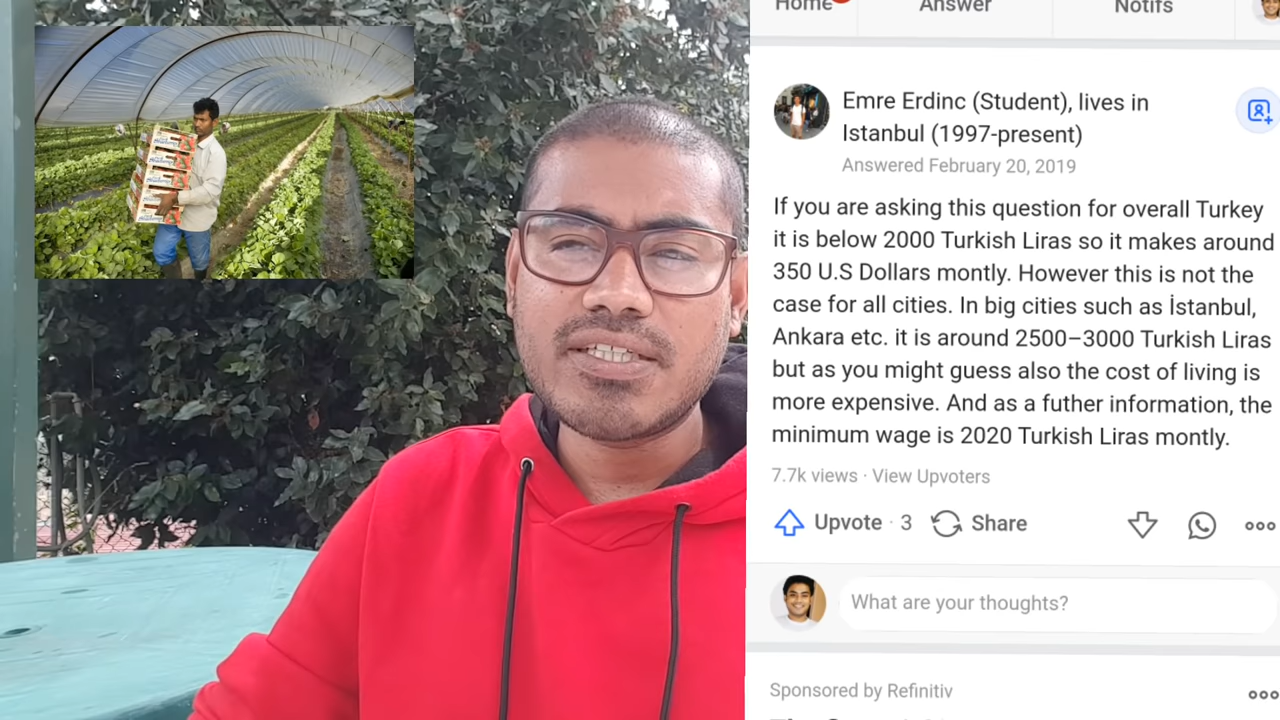 Home
Answer
Notifs
Emre Erdinc (Student), lives in
Istanbul (1997-present)
Answered February 20, 2019
If you are asking this question for overall Turkey
it is below 2000 Turkish Liras so it makes around
350 U.S Dollars montly. However this is not the
case for all cities. In big cities such as İstanbul,
Ankara etc. it is around 2500–3000 Turkish Liras
but as you might guess also the cost of living is
more expensive. And as a futher information, the
minimum wage is 2020 Turkish Liras montly.
7.7k views · View Upvoters
Upvote · 3
Share
What are your thoughts?
Sponsored by Refinitiv